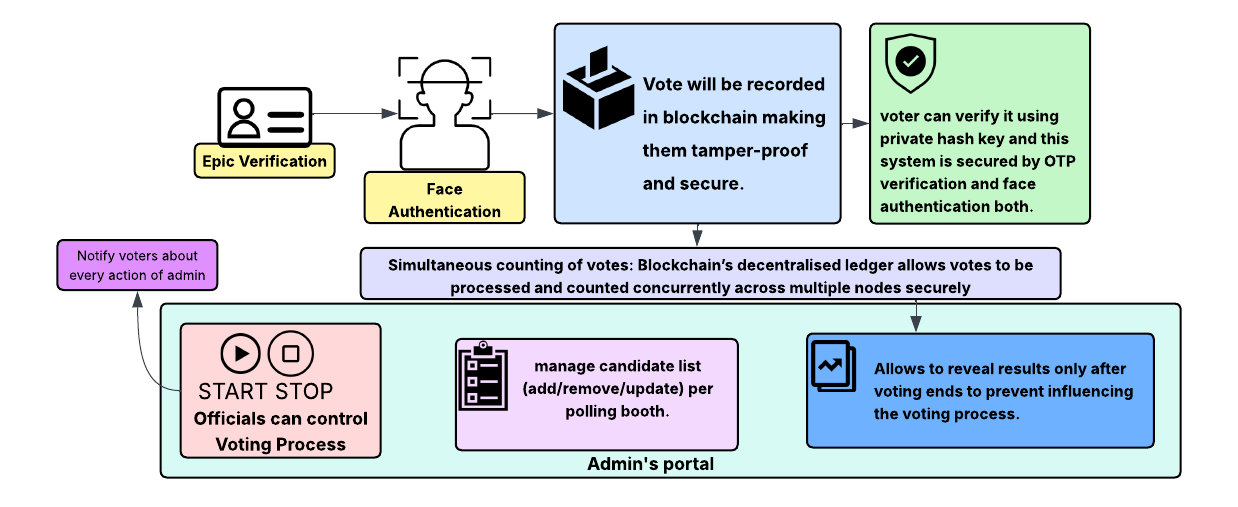 Epic Verification
Face
Authentication
Vote will be recorded
in blockchain making
them tamper-proof
and secure.
voter can verify it using
private hash key and this
system is secured by OTP
verification and face
authentication both.
Notify voters about
every action of admin
Simultaneous counting of votes: Blockchain's decentralised ledger allows votes to be
processed and counted concurrently across multiple nodes securely
START STOP
Officials can control
Voting Process
manage candidate list
(add/remove/update) per
polling booth.
Allows to reveal results only after
voting ends to prevent influencing
the voting process.
Admin's portal